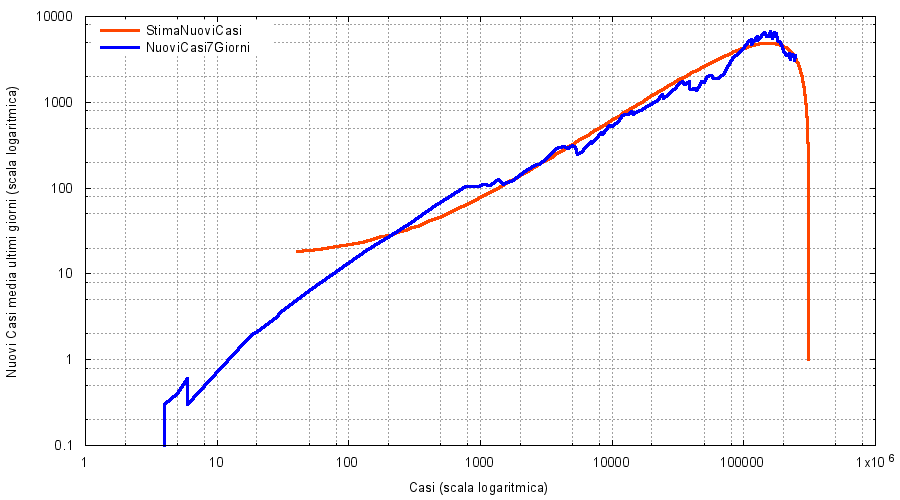 10000
StimaNuoviCasi
NuoviCasi7Giorni
1000
100
10
1
0.1
Nuovi Casi media ultimi giorni (scala logaritmica)
1 10 100 1000 10000 100000 1x10 6
Casi (scala logaritmica)